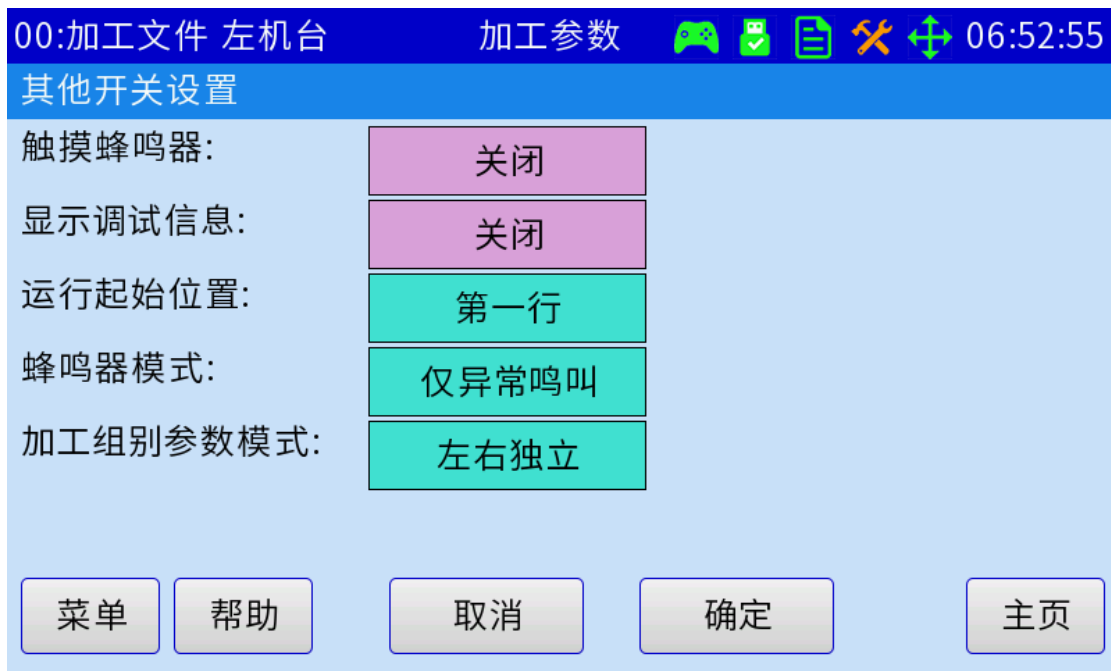 00:加工文件 左机台 加工参数 06:52:55
其他开关设置
触摸蜂鸣器: 关闭
显示调试信息: 关闭
运行起始位置: 第一行
蜂鸣器模式: 仅异常鸣叫
加工组别参数模式: 左右独立
菜单 帮助 取消 确定 主页